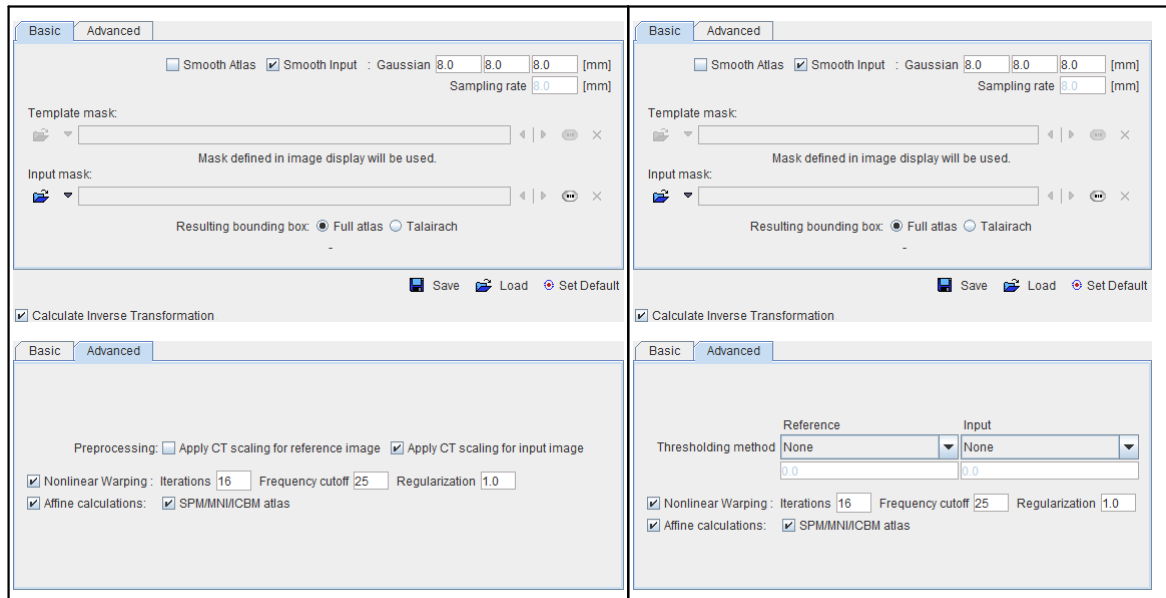 Basic Advanced
Smooth Atlas Smooth Input : Gaussian 8.0 8.0 8.0 [mm]
Sampling rate 8.0 [mm]
Template mask:
Mask defined in image display will be used.
Input mask:
Resulting bounding box: Full atlas Talairach
-
Save Load Set Default
Calculate Inverse Transformation
Basic Advanced
Preprocessing: Apply CT scaling for reference image Apply CT scaling for input image
Nonlinear Warping : Iterations 16 Frequency cutoff 25 Regularization 1.0
Affine calculations: SPM/MNI/ICBM atlas
Basic Advanced
Smooth Atlas Smooth Input : Gaussian 8.0 8.0 8.0 [mm]
Sampling rate 8.0 [mm]
Template mask:
Mask defined in image display will be used.
Input mask:
Resulting bounding box: Full atlas Talairach
-
Save Load Set Default
Calculate Inverse Transformation
Basic Advanced
Reference Input
Thresholding method None None
0.0 0.0
Nonlinear Warping : Iterations 16 Frequency cutoff 25 Regularization 1.0
Affine calculations: SPM/MNI/ICBM atlas